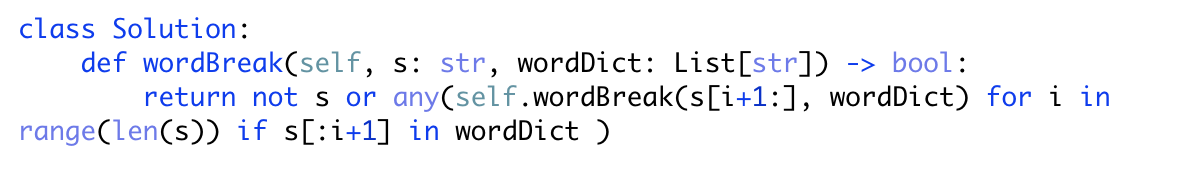 class Solution:
    def wordBreak(self, s: str, wordDict: List[str]) -> bool:
        return not s or any(self.wordBreak(s[i+1:], wordDict) for i in
range(len(s)) if s[:i+1] in wordDict )